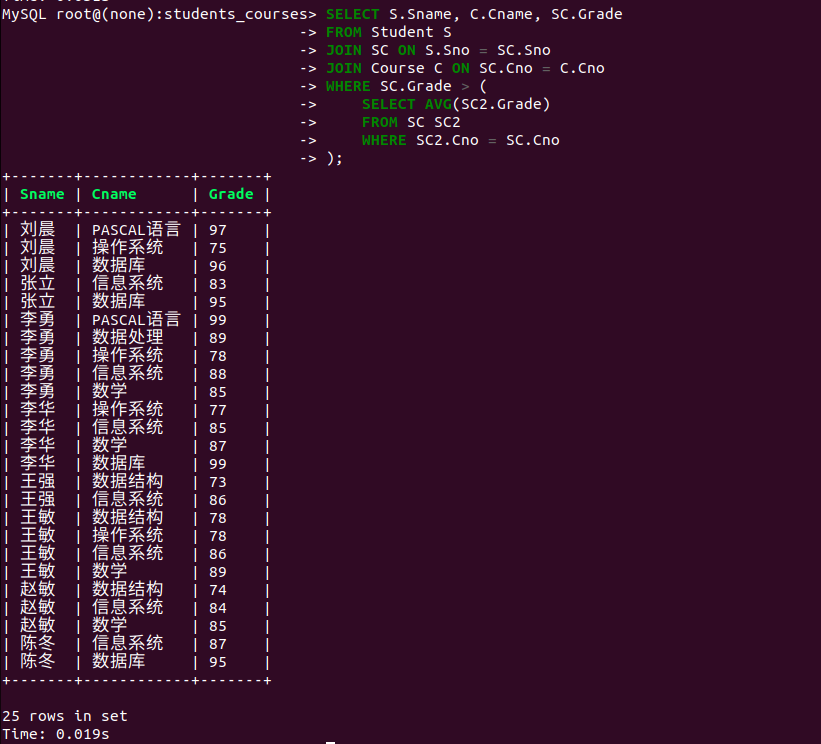 MySQL root@(none):students_courses> SELECT S.Sname, C.Cname, SC.Grade
-> FROM Student S
-> JOIN SC ON S.Sno = SC.Sno
-> JOIN Course C ON SC.Cno = C.Cno
-> WHERE SC.Grade > (
->     SELECT AVG(SC2.Grade)
->     FROM SC SC2
->     WHERE SC2.Cno = SC.Cno
-> );
+-------+------------+-------+
| Sname | Cname      | Grade |
+-------+------------+-------+
| 刘晨  | PASCAL语言 | 97    |
| 刘晨  | 操作系统   | 75    |
| 刘晨  | 数据库     | 96    |
| 张立  | 信息系统   | 83    |
| 张立  | 数据库     | 95    |
| 李勇  | PASCAL语言 | 99    |
| 李勇  | 数据处理   | 89    |
| 李勇  | 操作系统   | 78    |
| 李勇  | 信息系统   | 88    |
| 李勇  | 数学       | 85    |
| 李华  | 操作系统   | 77    |
| 李华  | 信息系统   | 85    |
| 李华  | 数学       | 87    |
| 李华  | 数据库     | 99    |
| 王强  | 数据结构   | 73    |
| 王强  | 信息系统   | 86    |
| 王敏  | 数据结构   | 78    |
| 王敏  | 操作系统   | 78    |
| 王敏  | 信息系统   | 86    |
| 王敏  | 数学       | 89    |
| 赵敏  | 数据结构   | 74    |
| 赵敏  | 信息系统   | 84    |
| 赵敏  | 数学       | 85    |
| 陈冬  | 信息系统   | 87    |
| 陈冬  | 数据库     | 95    |
+-------+------------+-------+
25 rows in set
Time: 0.019s